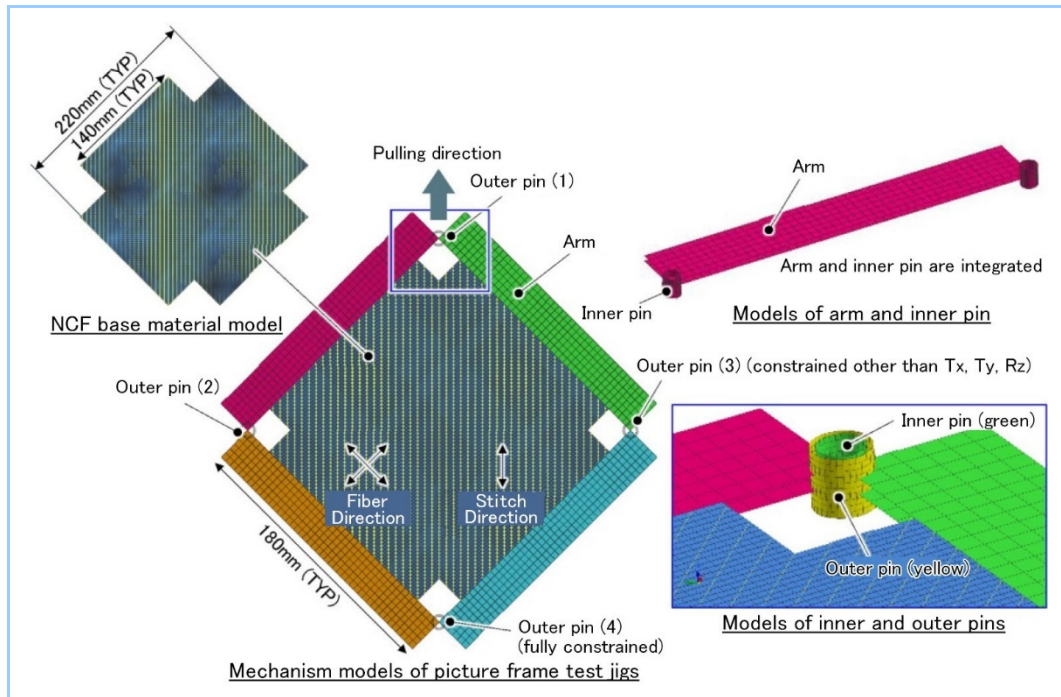 220mm (TYP)
140mm (TYP)
NCF base material model
Pulling direction
Outer pin (1)
Arm
Arm
Arm and inner pin are integrated
Inner pin
Models of arm and inner pin
Outer pin (2)
Outer pin (3) (constrained other than Tx, Ty, Rz)
Fiber
Direction
Stitch
Direction
180mm (TYP)
Outer pin (4)
(fully constrained)
Mechanism models of picture frame test jigs
Inner pin (green)
Outer pin (yellow)
Models of inner and outer pins